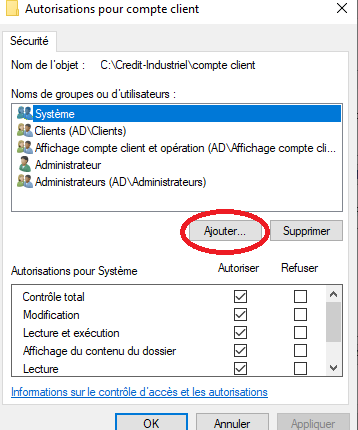 Autorisations pour compte client
Sécurité
Nom de l'objet : C:\Credit-Industriel\compte client
Noms de groupes ou d'utilisateurs :
Système
Clients (AD\Clients)
Affichage compte client et opération (AD\Affichage compte cli...
Administrateur
Administrateurs (AD\Administrateurs)
Ajouter... Supprimer
Autorisations pour Système Autoriser Refuser
Contrôle total
Modification
Lecture et exécution
Affichage du contenu du dossier
Lecture
Informations sur le contrôle d'accès et les autorisations
OK Annuler Appliquer